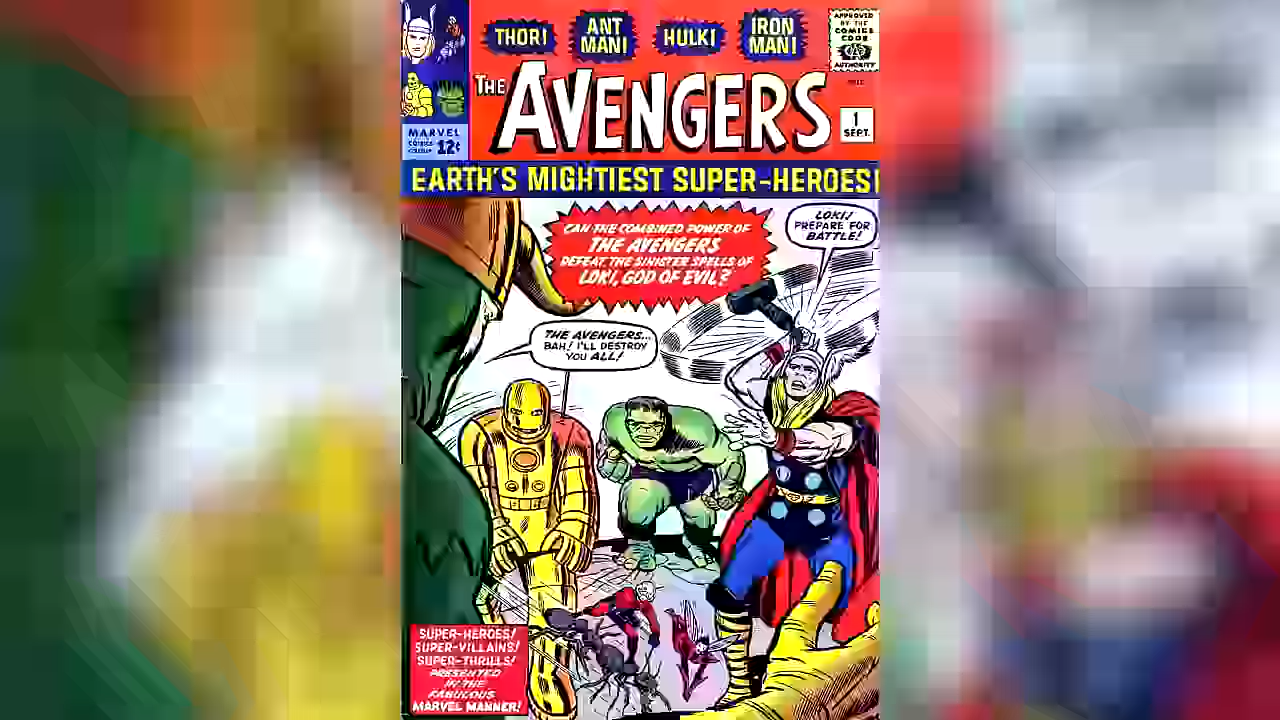 THOR!
ANT
MAN!
HULK!
IRON
MAN!
APPROVED
BY THE
COMICS
CODE
AUTHORITY
THE AVENGERS
MARVEL
COMICS
12¢
1
SEPT.
EARTH'S MIGHTIEST SUPER-HEROES!
CAN THE COMBINED POWER OF
THE AVENGERS
DEFEAT THE SINISTER SPELLS OF
LOKI, GOD OF EVIL?
LOKI!
PREPARE FOR
BATTLE!
THE AVENGERS...
BAH! I'LL DESTROY
YOU ALL!
SUPER-HEROES!
SUPER-VILLAINS!
SUPER-THRILLS!
PRESENTED
IN THE
FABULOUS
MARVEL MANNER!